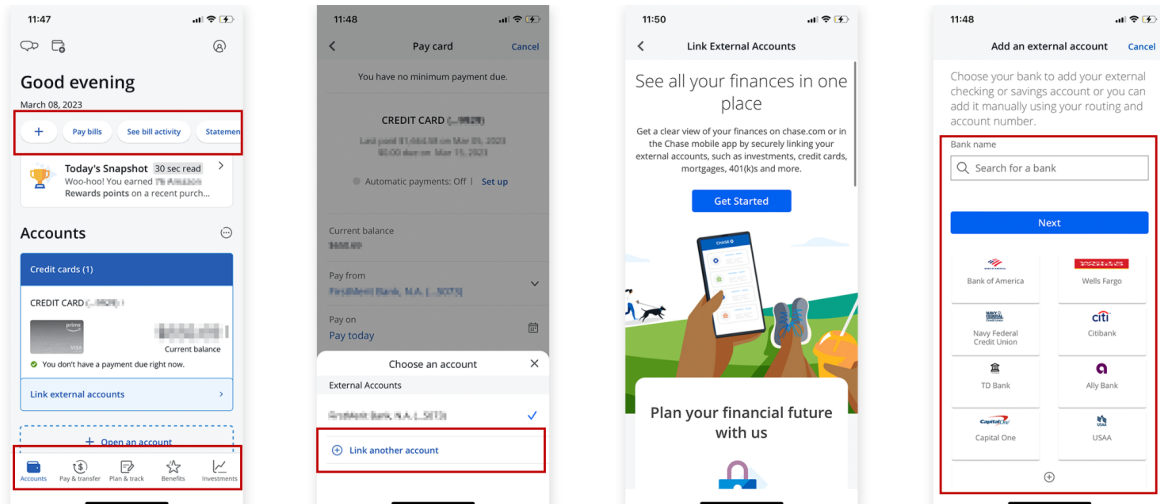 11:47
Good evening
March 08, 2023
+ Pay bills See bill activity Statemen
Today's Snapshot 30 sec read >
Woo-hoo! You earned
Rewards points on a recent purch...
Accounts
Credit cards (1)
CREDIT CARD
prime
VISA
Current balance
You don't have a payment due right now.
Link external accounts >
+ Open an account
Accounts Pay & transfer Plan & track Benefits Investments
11:48
Pay card Cancel
You have no minimum payment due.
CREDIT CARD
Automatic payments: Off | Set up
Current balance
Pay from
Pay on
Pay today
Choose an account
External Accounts
Link another account
11:50
Link External Accounts
See all your finances in one
place
Get a clear view of your finances on chase.com or in
the Chase mobile app by securely linking your
external accounts, such as investments, credit cards,
mortgages, 401(k)s and more.
Get Started
CHASE
Plan your financial future
with us
11:48
Add an external account Cancel
Choose your bank to add your external
checking or savings account or you can
add it manually using your routing and
account number.
Bank name
Search for a bank
Next
Bank of America
WELLS FARGO
Wells Fargo
NAVY FEDERAL
Credit Union
Navy Federal
Credit Union
citi
Citibank
TD Bank
Ally Bank
Capital One
Capital One
USAA
USAA